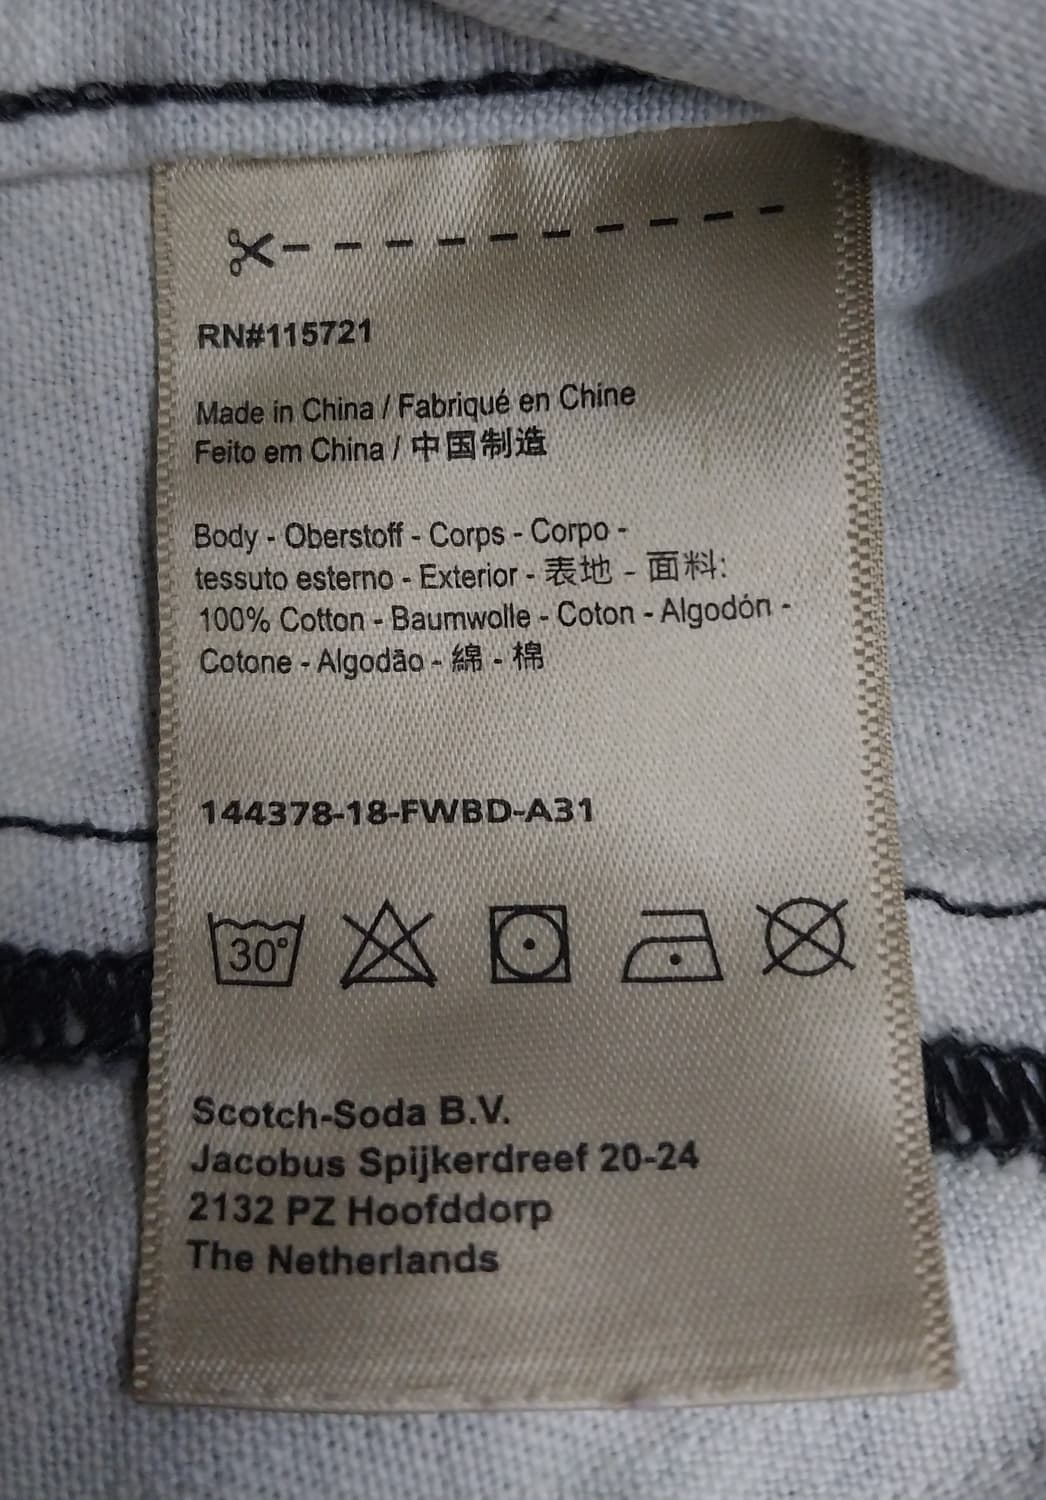 RN#115721
Made in China / Fabriqué en Chine
Feito em China / 中国制造
Body - Oberstoff - Corps - Corpo -
tessuto esterno - Exterior - 表地 - 面料:
100% Cotton - Baumwolle - Coton - Algodón -
Cotone - Algodão - 綿 - 棉
144378-18-FWBD-A31
30°
Scotch-Soda B.V.
Jacobus Spijkerdreef 20-24
2132 PZ Hoofddorp
The Netherlands